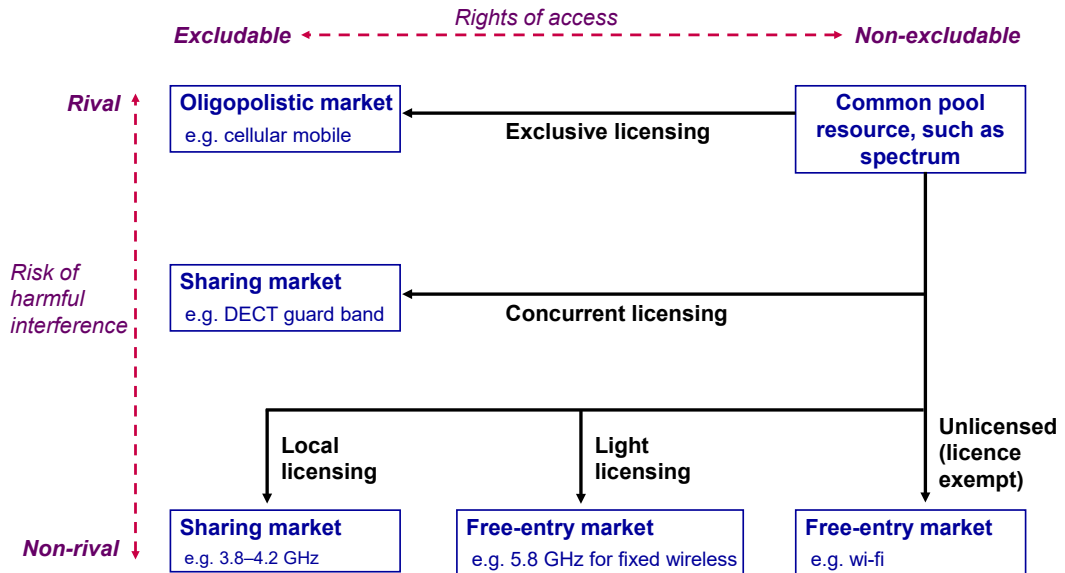 Rights of access
Excludable
Non-excludable
Rival
Oligopolistic market
e.g. cellular mobile
Exclusive licensing
Common pool
resource, such as
spectrum
Risk of
harmful
interference
Sharing market
e.g. DECT guard band
Concurrent licensing
Local
licensing
Light
licensing
Unlicensed
(licence
exempt)
Non-rival
Sharing market
e.g. 3.8–4.2 GHz
Free-entry market
e.g. 5.8 GHz for fixed wireless
Free-entry market
e.g. wi-fi